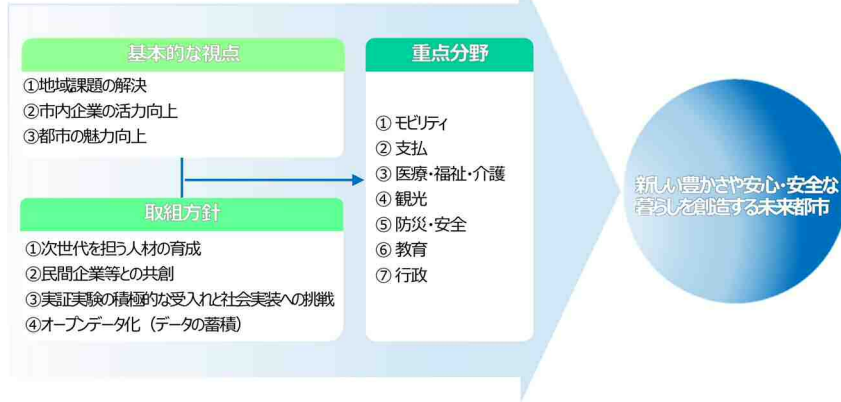 基本的な視点
①地域課題の解決
②市内企業の活力向上
③都市の魅力向上
取組方針
①次世代を担う人材の育成
②民間企業等との共創
③実証実験の積極的な受入れと社会実装への挑戦
④オープンデータ化（データの蓄積）
重点分野
① モビリティ
② 支払
③ 医療・福祉・介護
④ 観光
⑤ 防災・安全
⑥ 教育
⑦ 行政
新しい豊かさや安心・安全な
暮らしを創造する未来都市